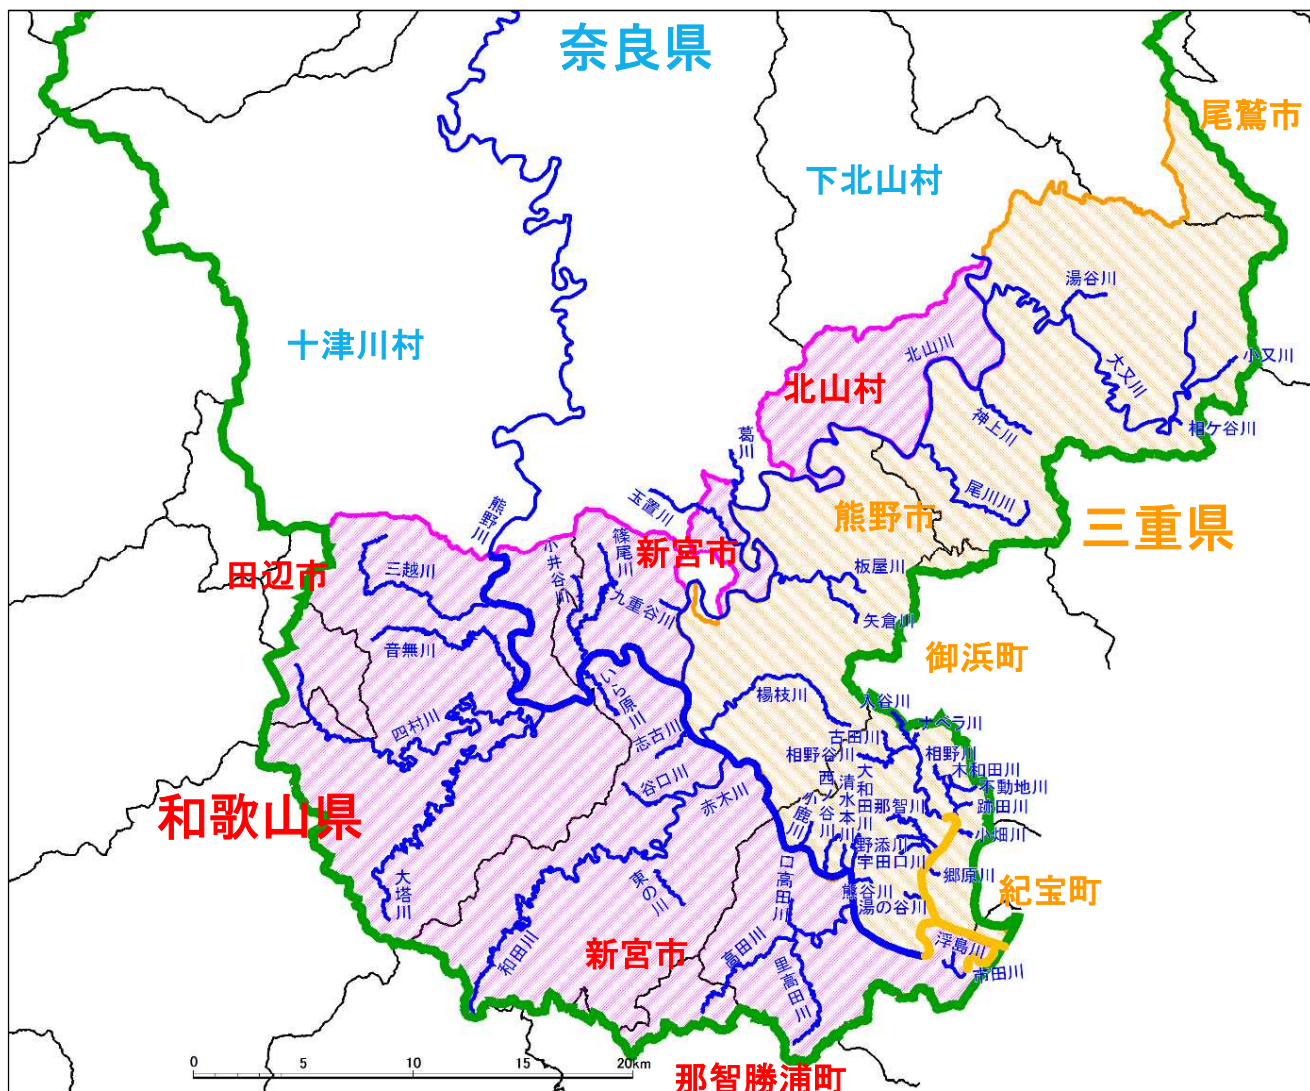 奈良県
尾鷲市
下北山村
湯谷川
十津川村
北山川
小又川
大又川
北山村
神上川
相ケ谷川
葛川
尾川川
玉置川
熊野川
熊野市
三重県
篠尾川
小井谷川
新宮市
田辺市
三越川
板屋川
九重谷川
矢倉川
音無川
御浜町
いら原川
楊枝川
入谷川
ナベラ川
四村川
志古川
古田川
相野谷川
相野川
木和田川
不動地川
谷口川
赤木川
西ノ谷川
清水本川
大和田川
那智川
跡田川
和歌山県
小鹿川
小畑川
野添川
宇田口川
口高田川
郷原川
大塔川
東の川
熊谷川
湯の谷川
紀宝町
和田川
新宮市
高田川
里高田川
浮島川
市田川
0 5 10 15 20km
那智勝浦町